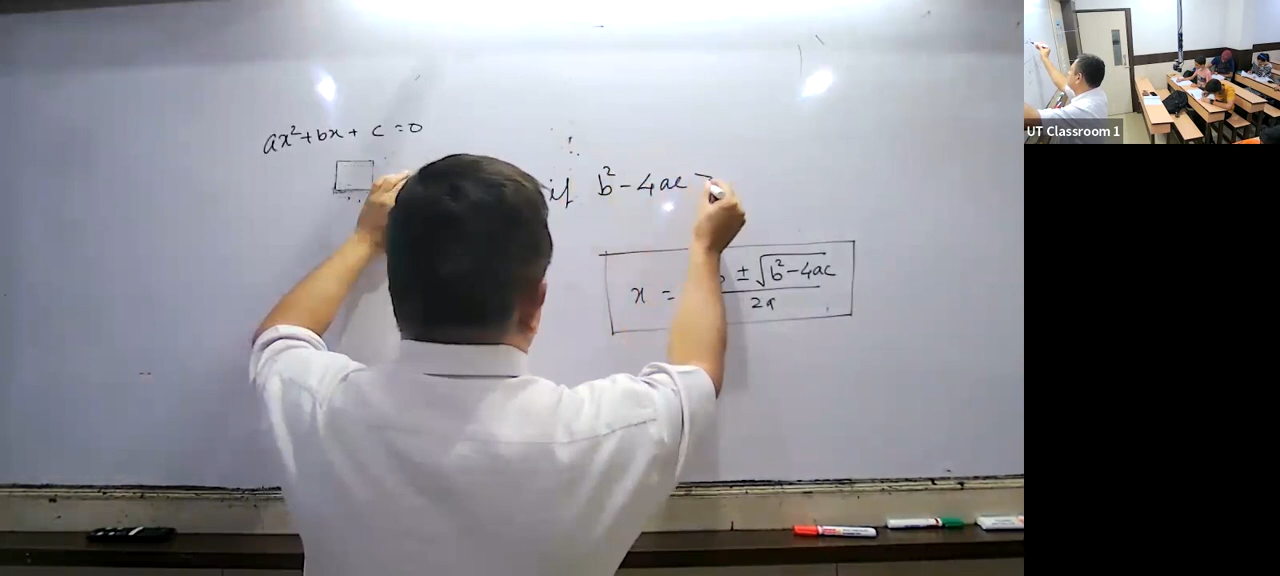 ax²+bx+c=0
if b²-4ac
x = ± √b²-4ac
2a
UT Classroom 1